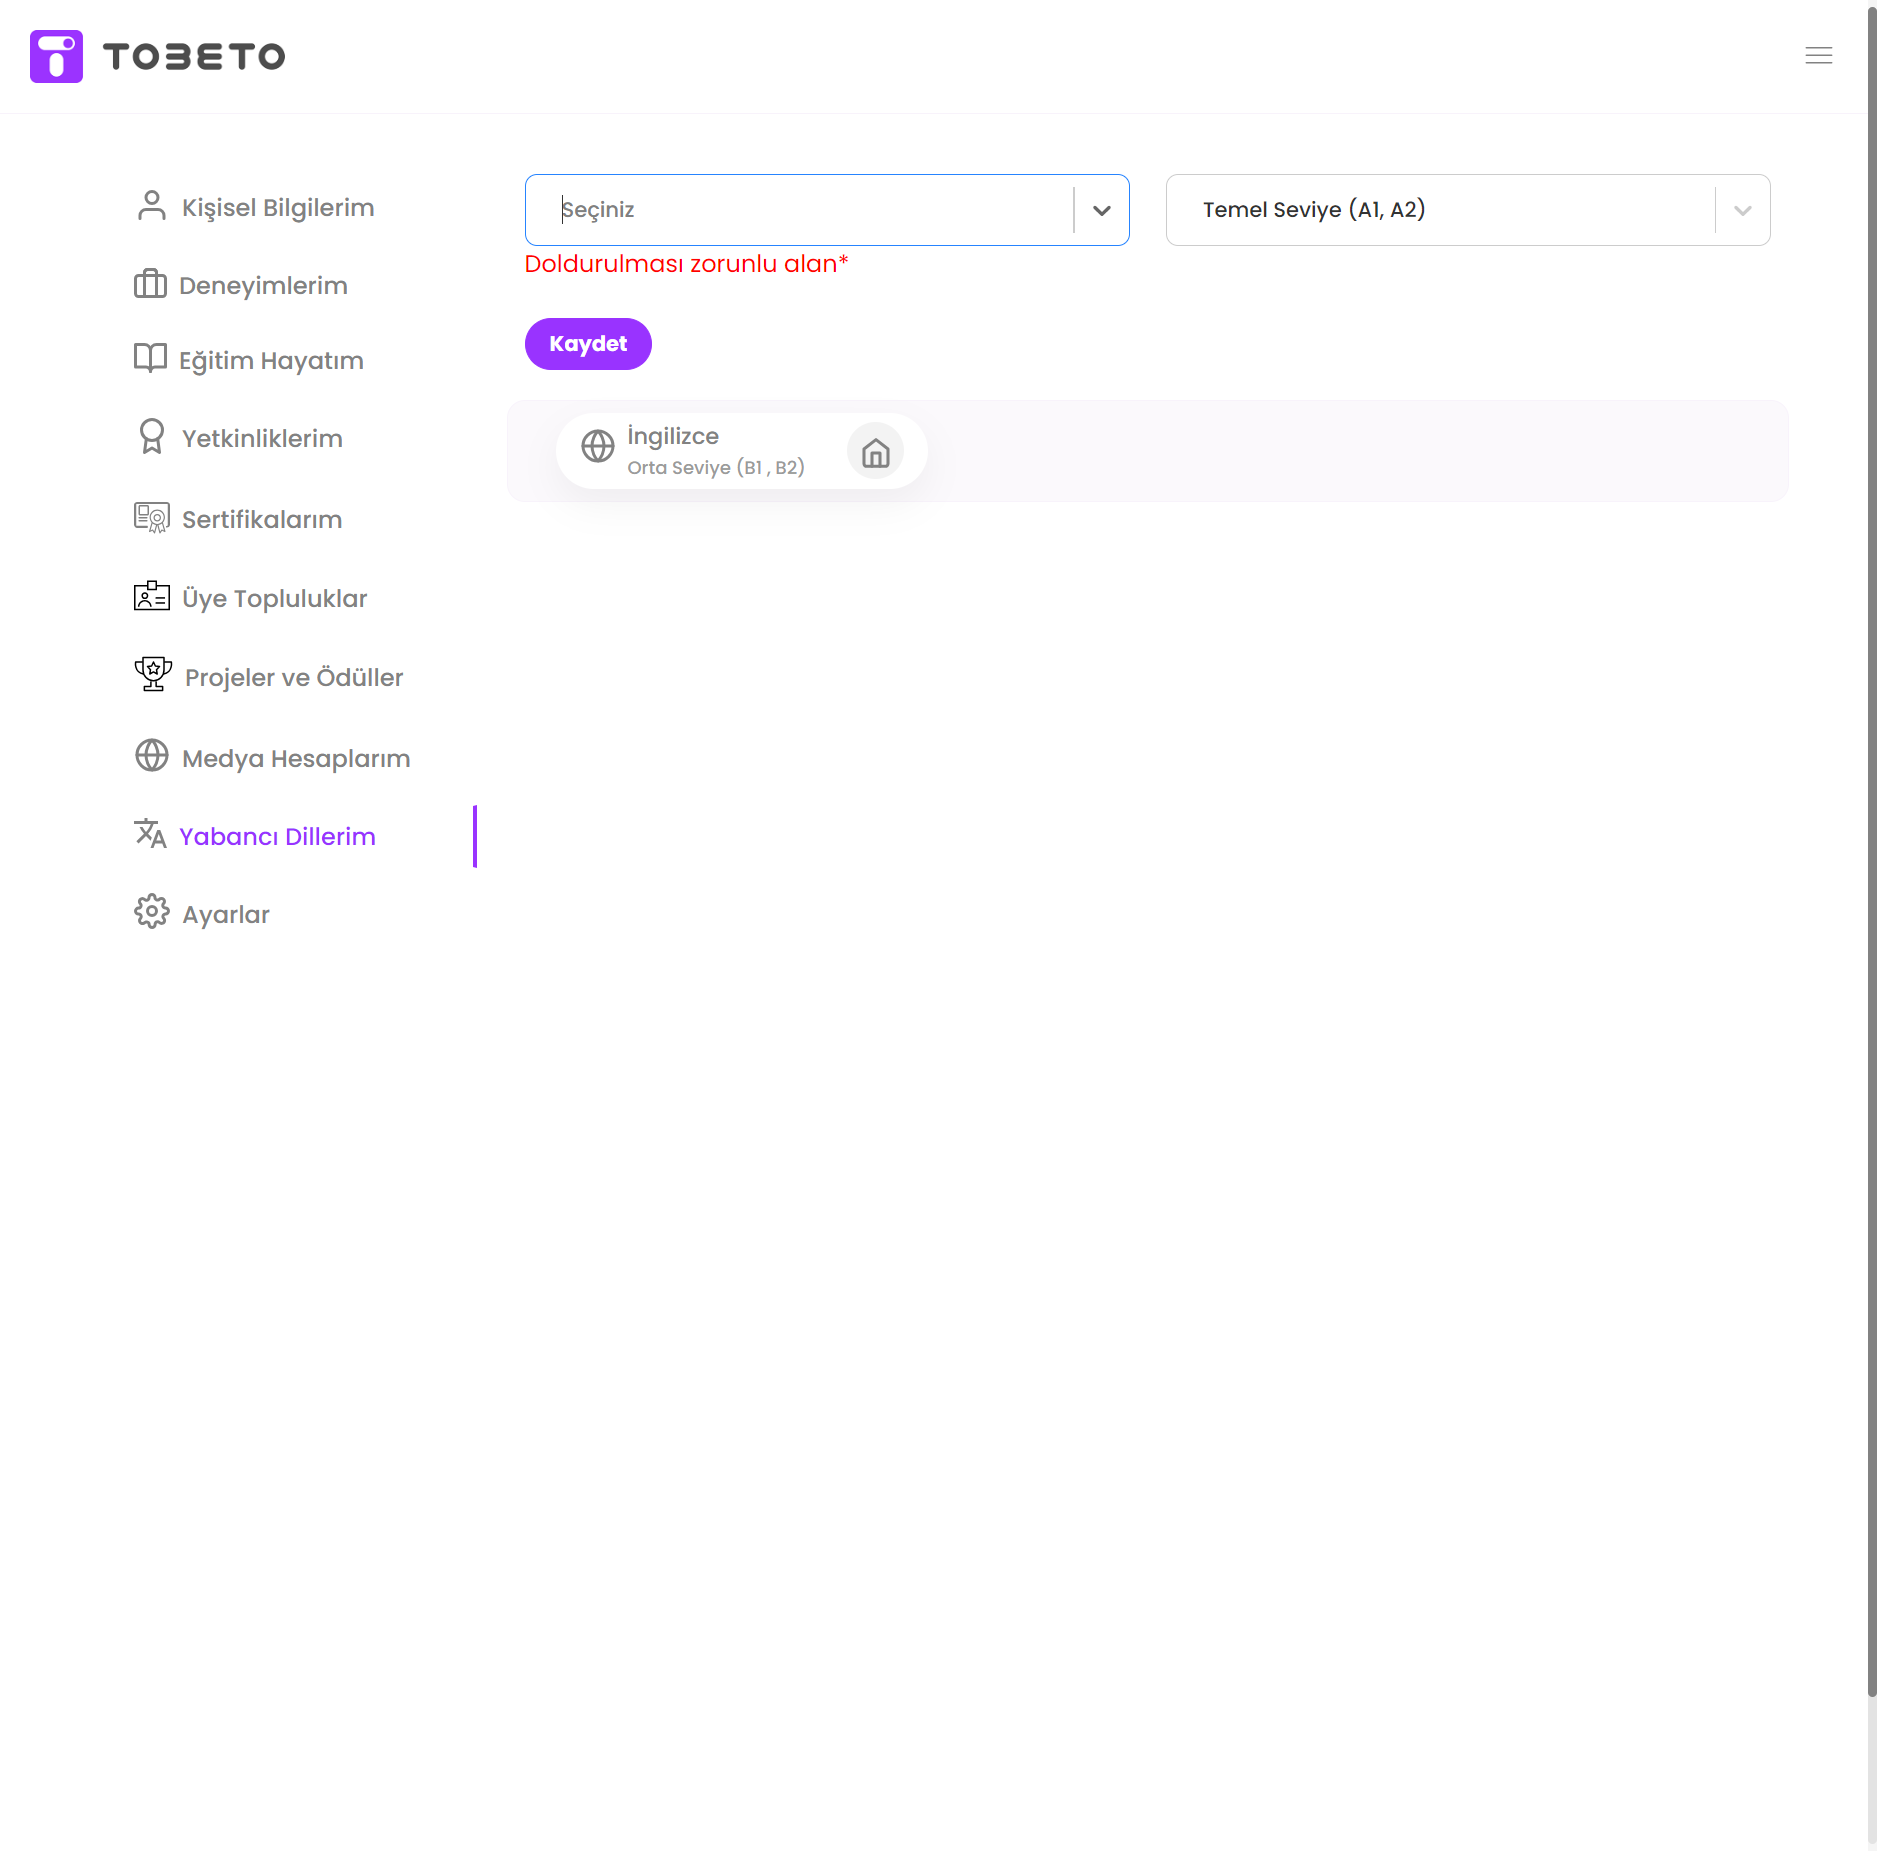 TOBETO
Kişisel Bilgilerim
Deneyimlerim
Eğitim Hayatım
Yetkinliklerim
Sertifikalarım
Üye Topluluklar
Projeler ve Ödüller
Medya Hesaplarım
Yabancı Dillerim
Ayarlar
Seçiniz
Temel Seviye (A1, A2)
Doldurulması zorunlu alan*
Kaydet
İngilizce
Orta Seviye (B1 , B2)